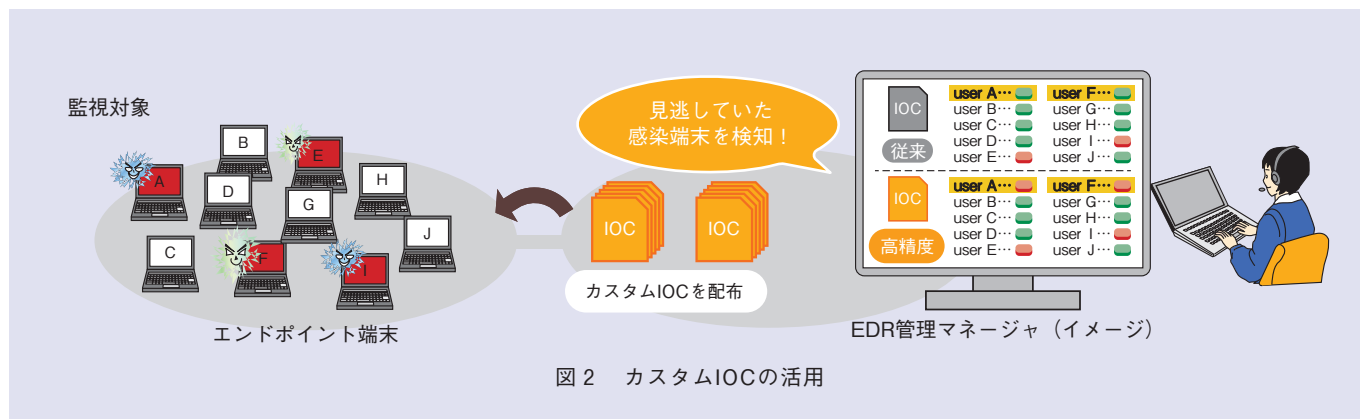 監視対象
B
E
A
D
H
G
C
F
I
J
エンドポイント端末
見逃していた
感染端末を検知！
IOC
IOC
カスタムIOCを配布
IOC
従来
user A…
user B…
user C…
user D…
user E…
user F…
user G…
user H…
user I …
user J…
IOC
高精度
user A…
user B…
user C…
user D…
user E…
user F…
user G…
user H…
user I …
user J…
EDR管理マネージャ（イメージ）
図２　カスタムIOCの活用